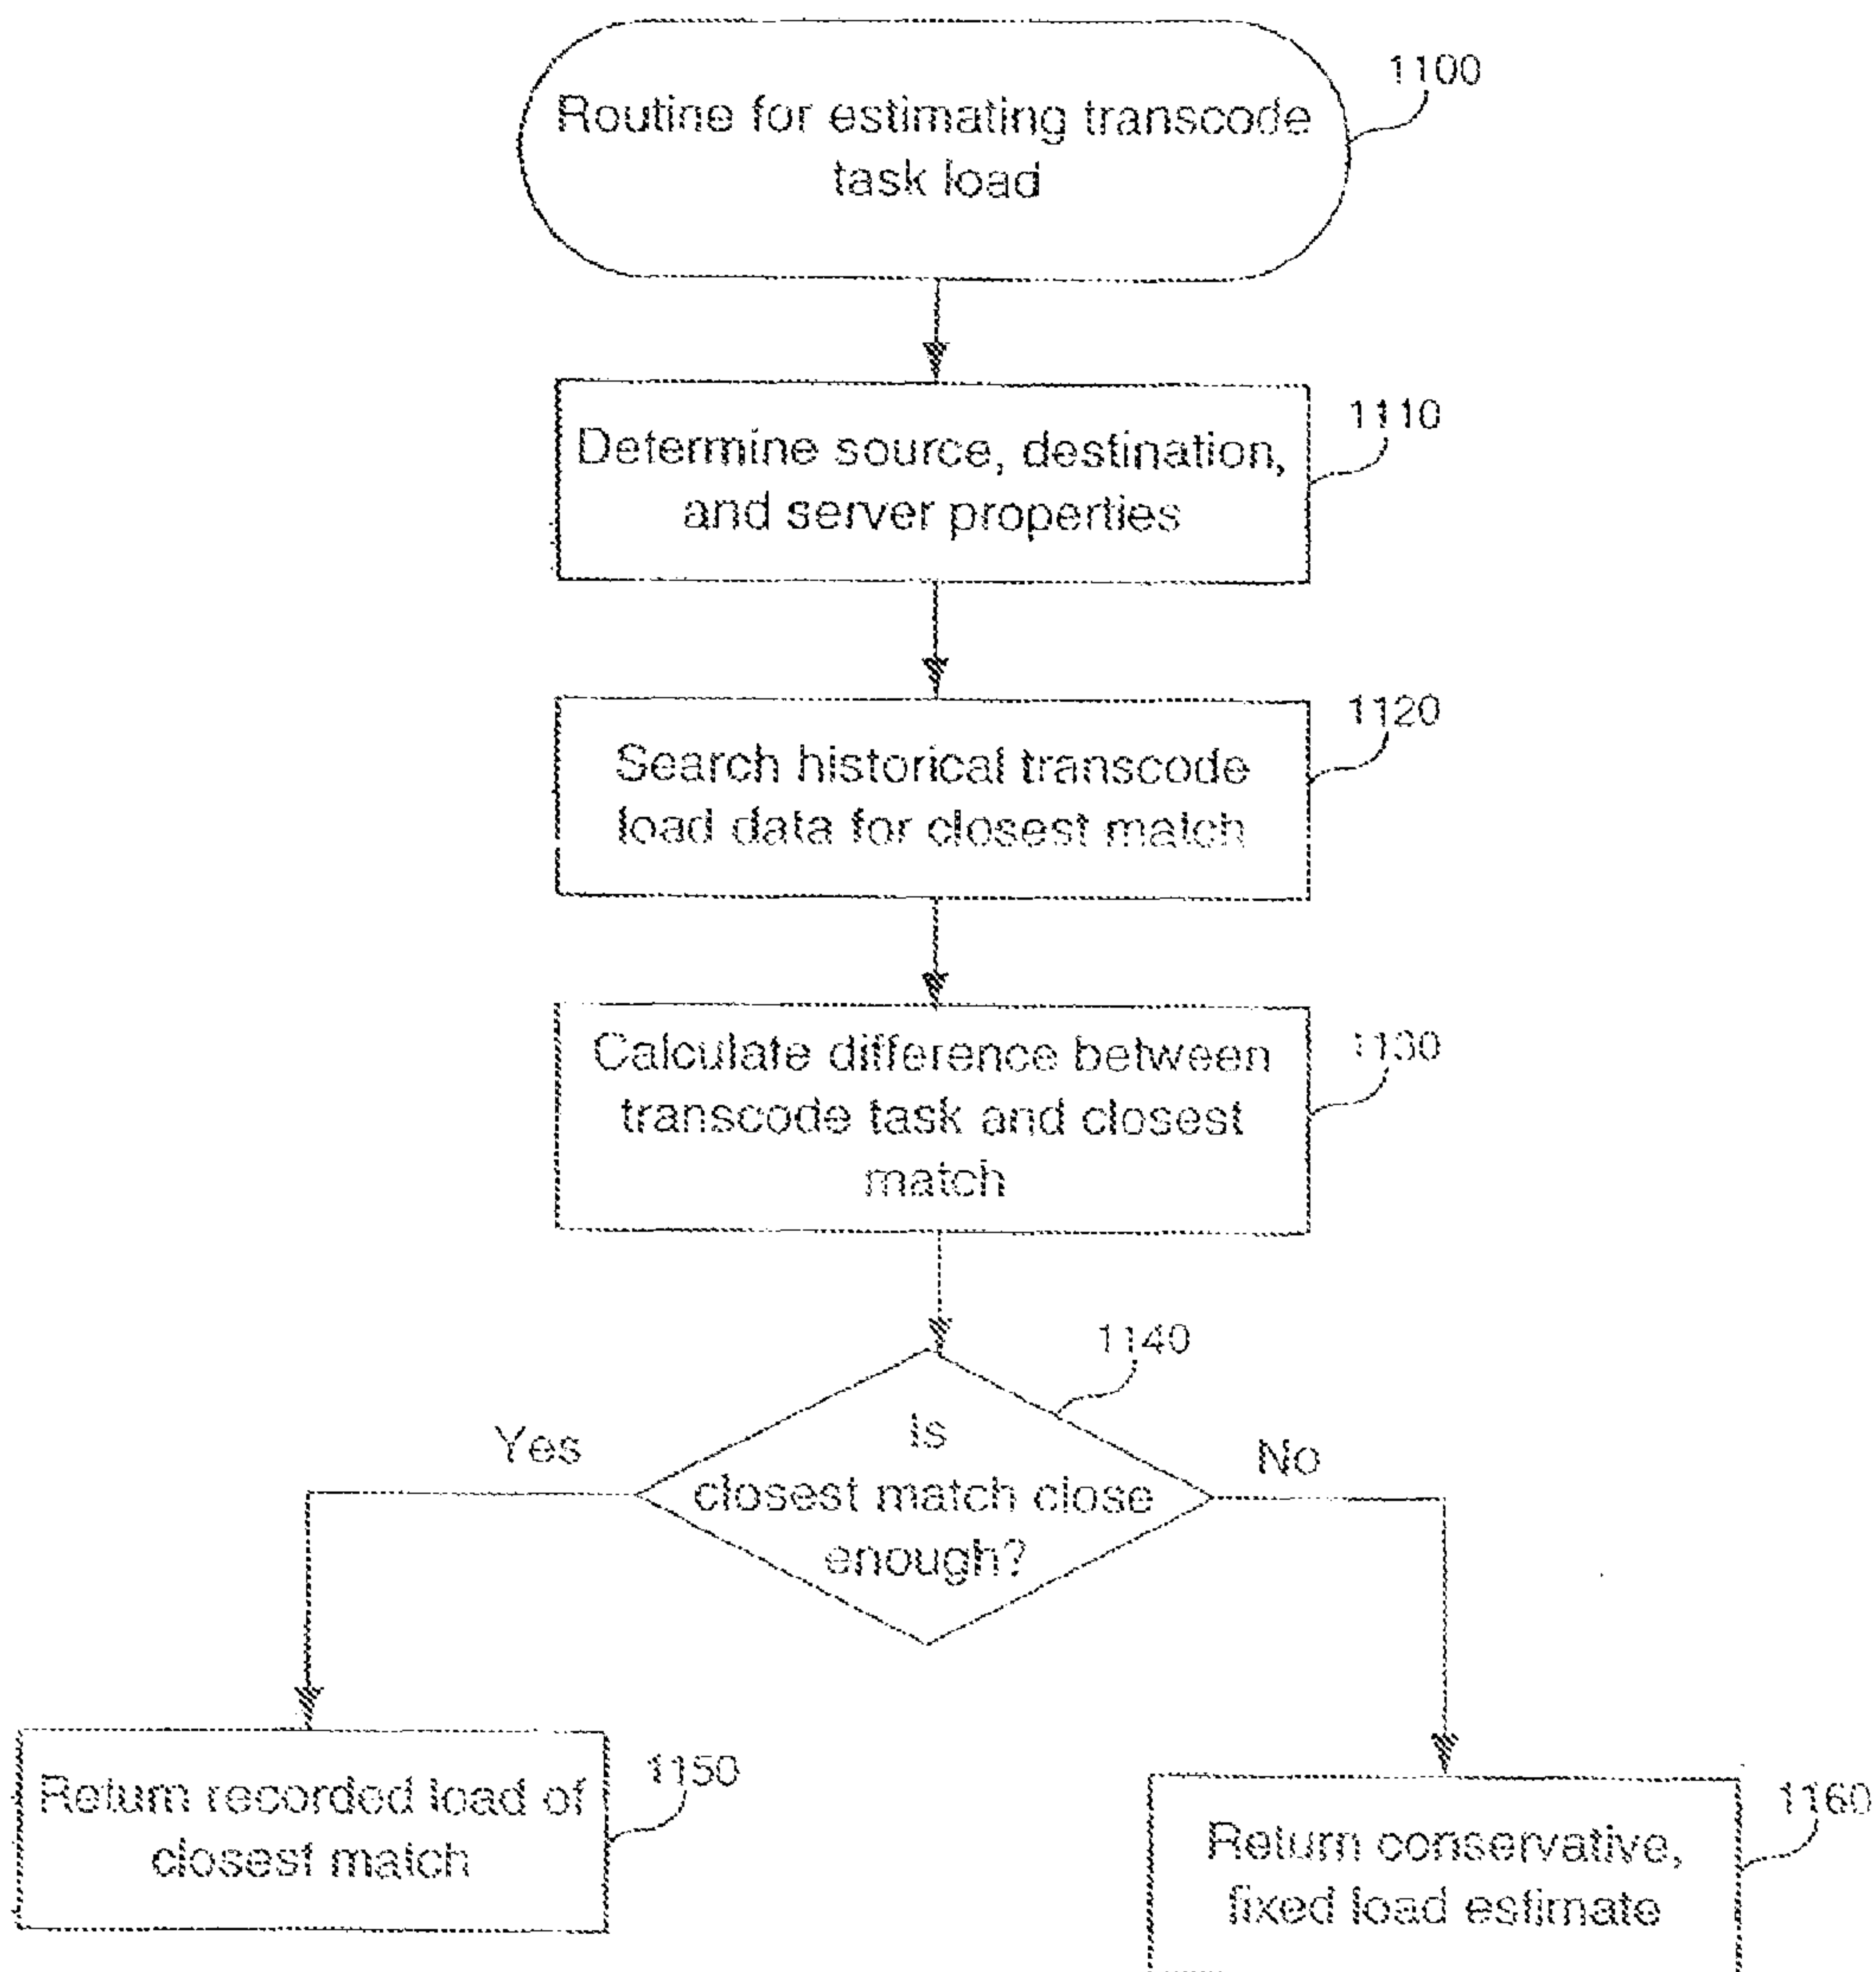 Routine for estimating transcode
task load
1100
Determine source, destination,
and server properties
1110
Search historical transcode
load data for closest match
1120
Calculate difference between
transcode task and closest
match
1130
Is
closest match close
enough?
1140
Yes
No
Return recorded load of
closest match
1150
Return conservative,
fixed load estimate
1160